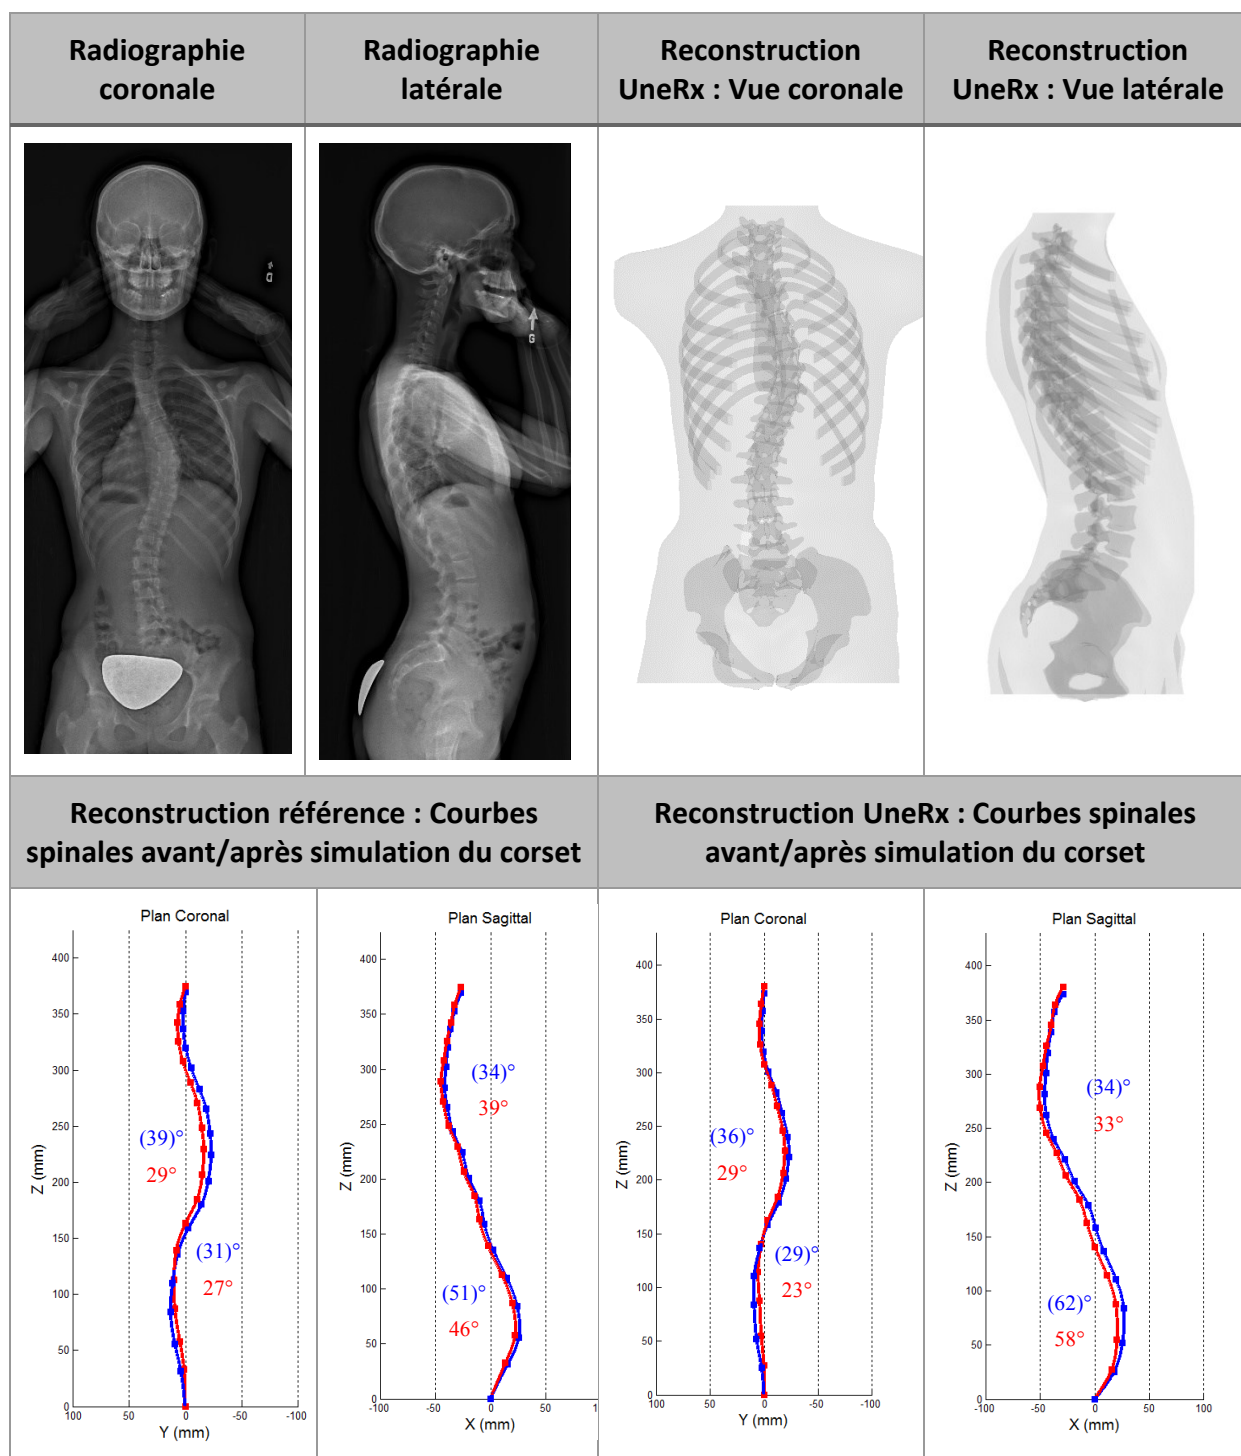 Radiographie
coronale
Radiographie
latérale
Reconstruction
UneRx : Vue coronale
Reconstruction
UneRx : Vue latérale
G
Reconstruction référence : Courbes
spinales avant/après simulation du corset
Reconstruction UneRx : Courbes spinales
avant/après simulation du corset
Plan Coronal
400
300
200
150
100
50
0
Z (mm)
100 50 0 -50 -100
Y (mm)
(39)°
29°
(31)°
27°
Plan Sagittal
400
350
300
250
200
150
100
50
0
Z (mm)
-100 -50 0 50
X (mm)
(34)°
39°
(51)°
46°
Plan Coronal
400
350
300
250
200
150
100
50
0
Z (mm)
100 50 0 -50 -100
Y (mm)
(36)°
29°
(29)°
23°
Plan Sagittal
400
350
300
250
200
150
100
50
0
Z (mm)
-100 -50 0 50 100
X (mm)
(34)°
33°
(62)°
58°